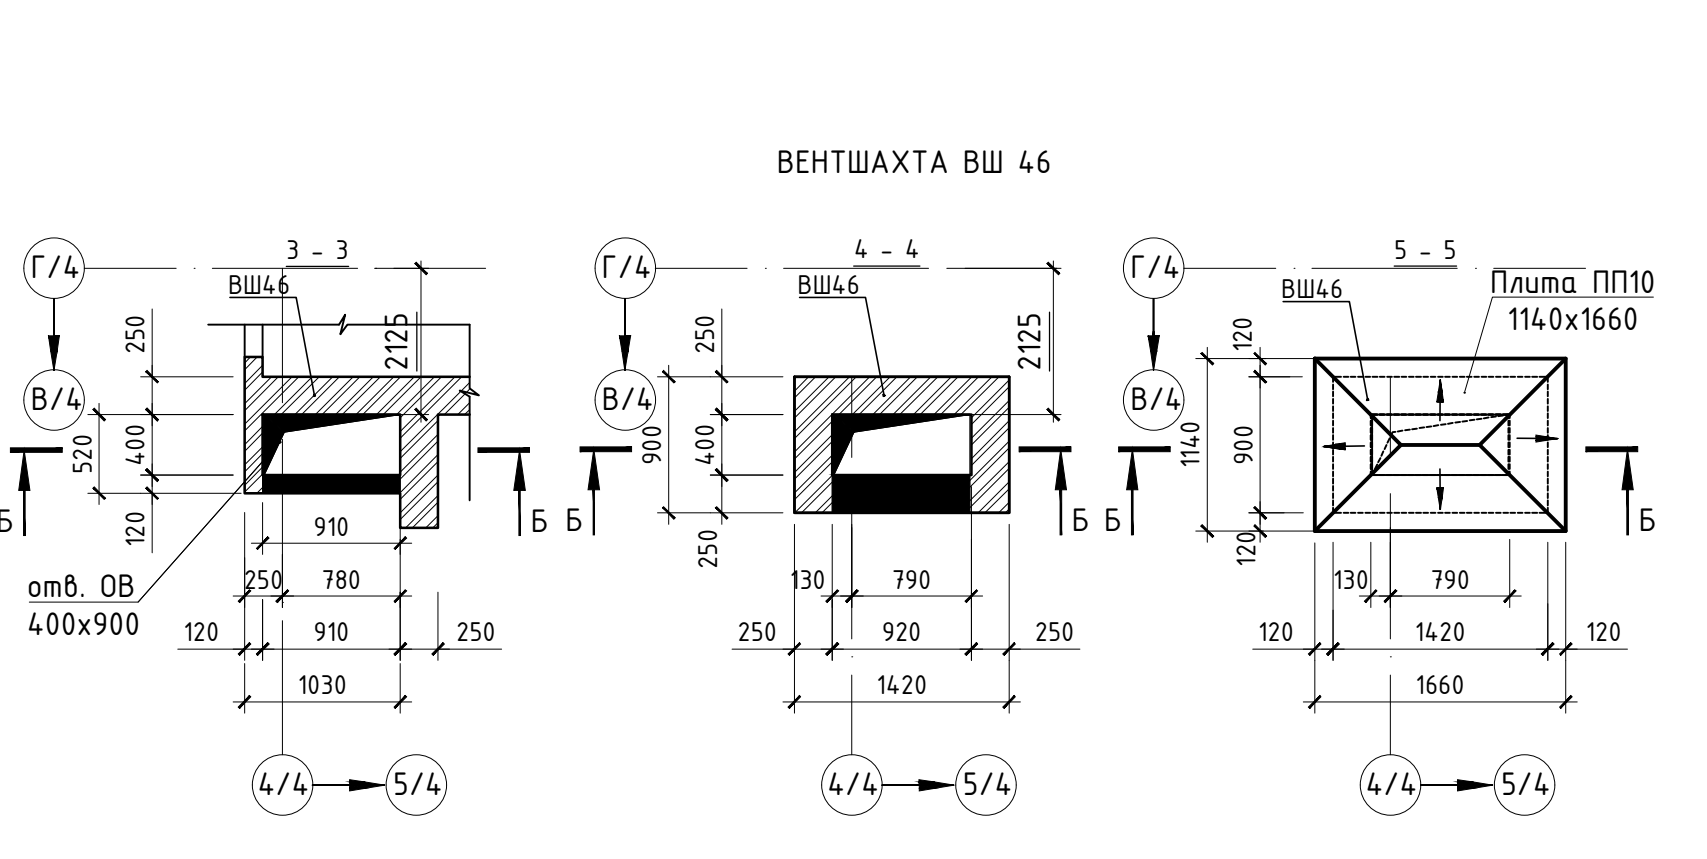 ВЕНТШАХТА ВШ 46
3 - 3
Г/4
ВШ46
250
2125
В/4
520
400
120
Б
Б
910
отв. ОВ
400х900
250
780
120
910
250
1030
4/4
5/4
4 - 4
Г/4
ВШ46
250
2125
В/4
900
400
250
Б
Б
130
790
250
920
250
1420
4/4
5/4
5 - 5
Г/4
ВШ46
Плита ПП10
1140х1660
120
В/4
1140
900
120
Б
Б
130
790
120
1420
120
1660
4/4
5/4